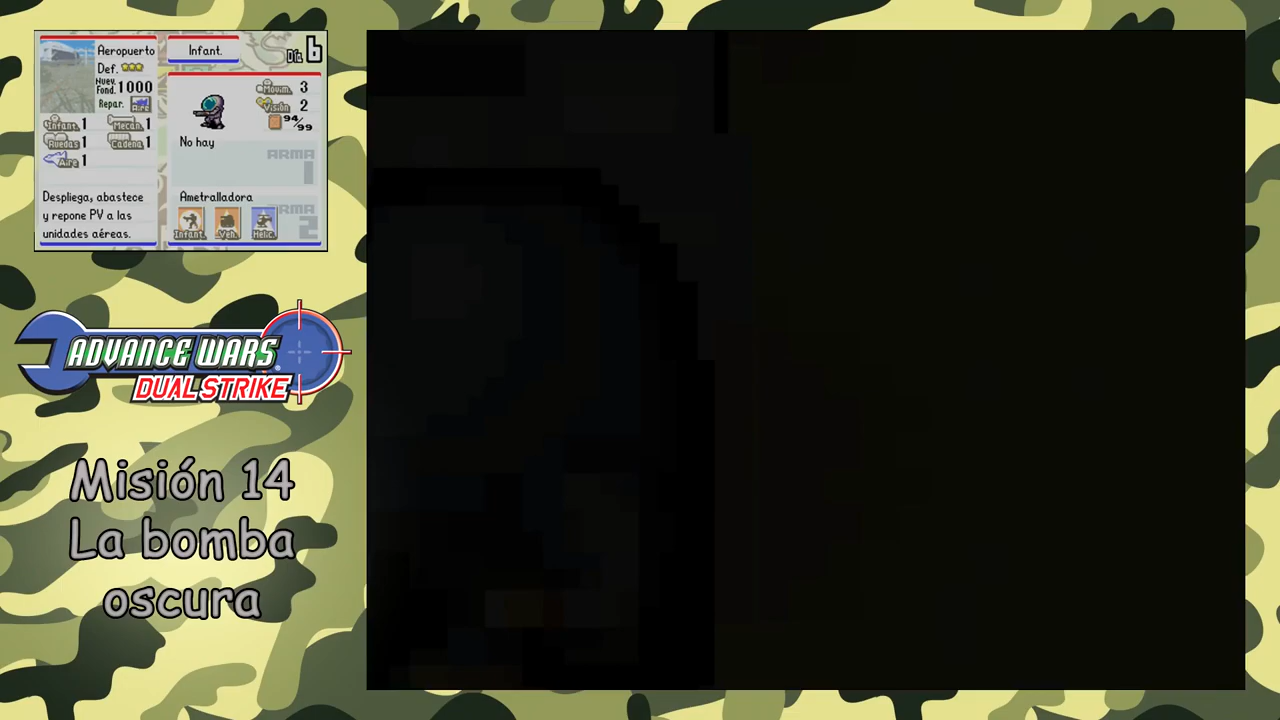 Aeropuerto
Def.
Nuev. Fond. 1000
Repar. Aire
Infant. 1 Mecán. 1
Ruedas 1 Cadena 1
Aire 1
Despliega, abastece
y repone PV a las
unidades aéreas.
Infant.
Día 6
Movim. 3
Visión 2
94/99
No hay
ARMA 1
Ametralladora
ARMA 2
Infant. Veh. Helic.
ADVANCE WARS
DUAL STRIKE
Misión 14
La bomba
oscura